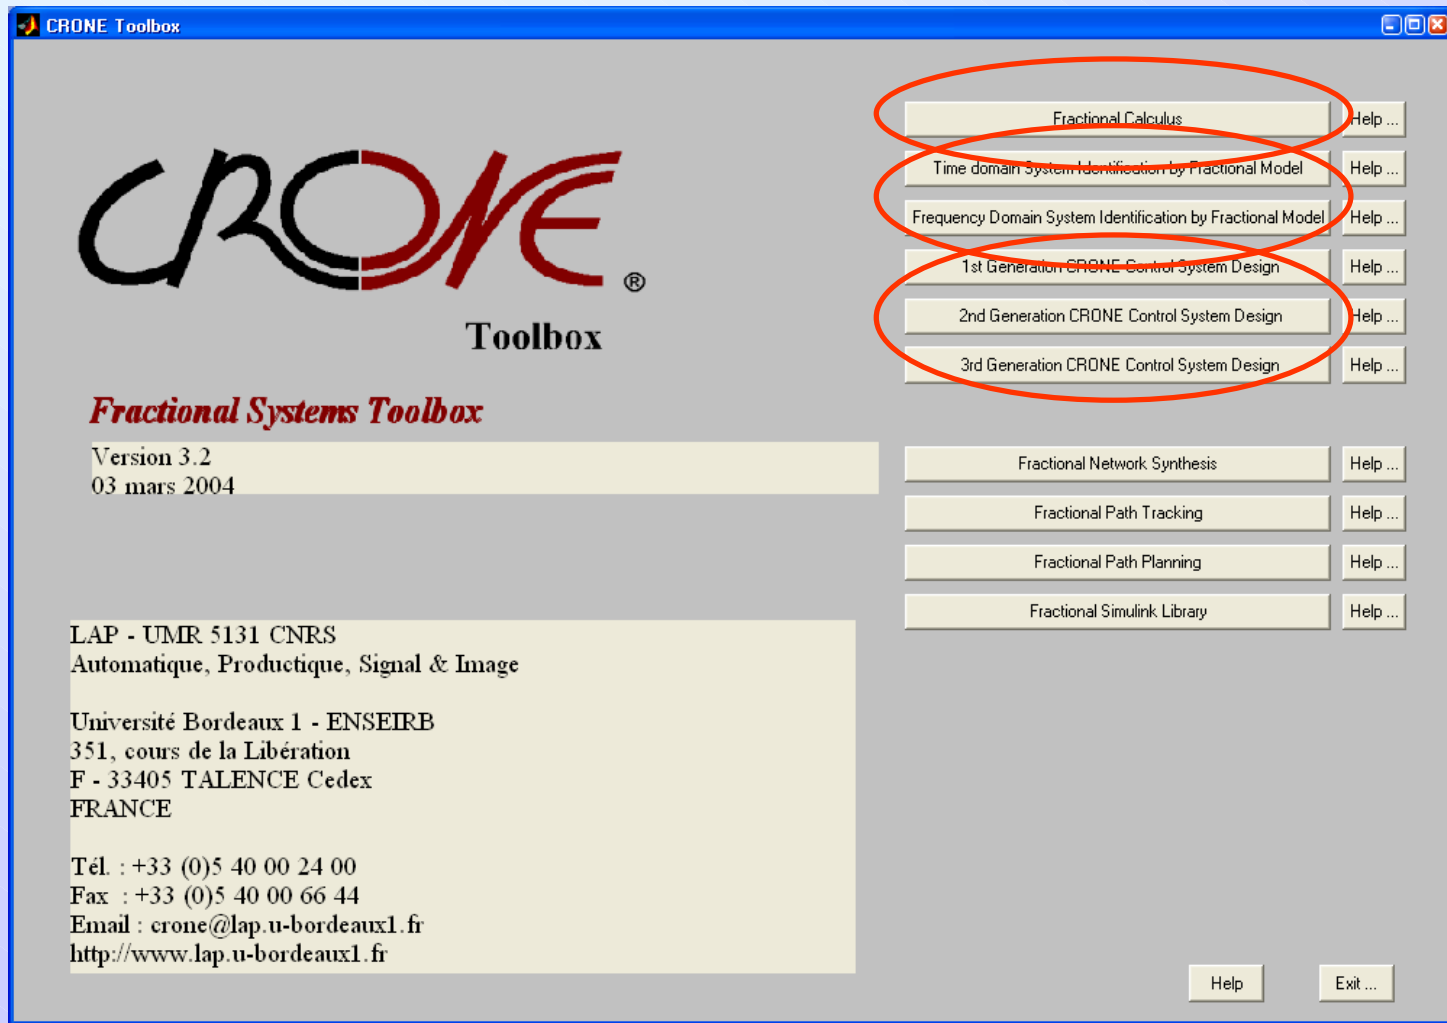 CRONE Toolbox
CRONE ®
Toolbox
Fractional Systems Toolbox
Version 3.2
03 mars 2004
LAP - UMR 5131 CNRS
Automatique, Productique, Signal & Image
Université Bordeaux 1 - ENSEIRB
351, cours de la Libération
F - 33405 TALENCE Cedex
FRANCE
Tél. : +33 (0)5 40 00 24 00
Fax : +33 (0)5 40 00 66 44
Email : crone@lap.u-bordeaux1.fr
http://www.lap.u-bordeaux1.fr
Fractional Calculus Help ...
Time domain System Identification by Fractional Model Help ...
Frequency Domain System Identification by Fractional Model Help ...
1st Generation CRONE Control System Design Help ...
2nd Generation CRONE Control System Design Help ...
3rd Generation CRONE Control System Design Help ...
Fractional Network Synthesis Help ...
Fractional Path Tracking Help ...
Fractional Path Planning Help ...
Fractional Simulink Library Help ...
Help Exit ...